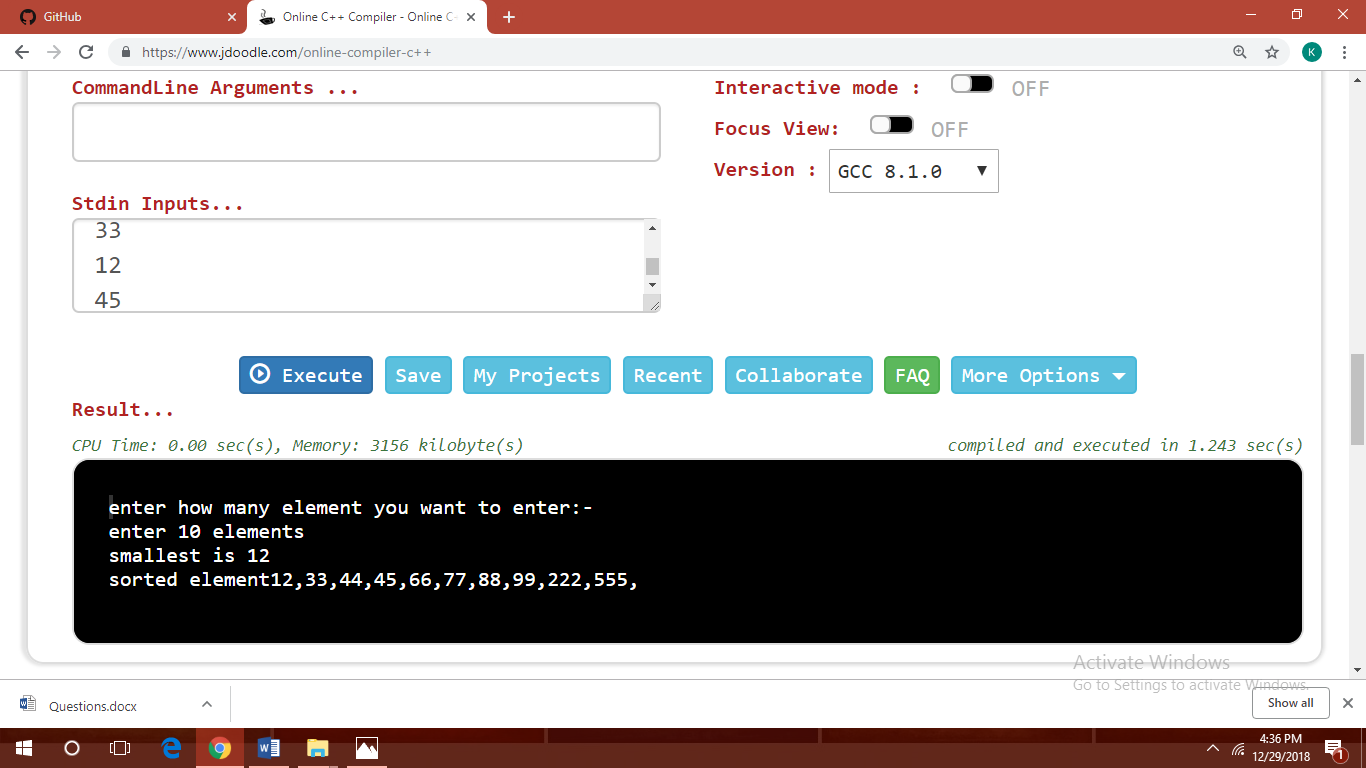 GitHub
Online C++ Compiler - Online C
https://www.jdoodle.com/online-compiler-c++
K
CommandLine Arguments ...
Interactive mode :
OFF
Focus View:
OFF
Version :
GCC 8.1.0
Stdin Inputs...
33
12
45
Execute
Save
My Projects
Recent
Collaborate
FAQ
More Options
Result...
CPU Time: 0.00 sec(s), Memory: 3156 kilobyte(s)
compiled and executed in 1.243 sec(s)
enter how many element you want to enter:-
enter 10 elements
smallest is 12
sorted element12,33,44,45,66,77,88,99,222,555,
Activate Windows
Go to Settings to activate Windows.
Questions.docx
Show all
4:36 PM
12/29/2018
1